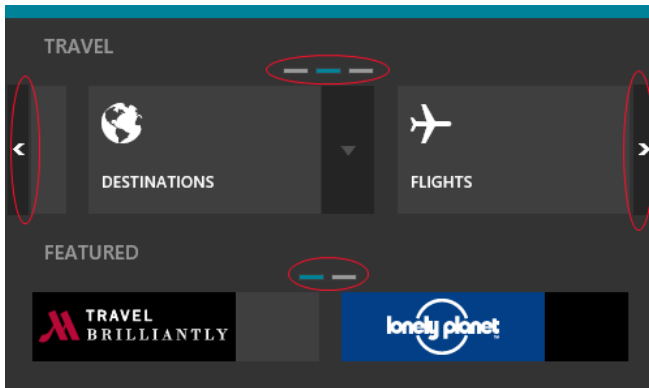 TRAVEL
DESTINATIONS
FLIGHTS
FEATURED
TRAVEL
BRILLIANTLY
lonely planet